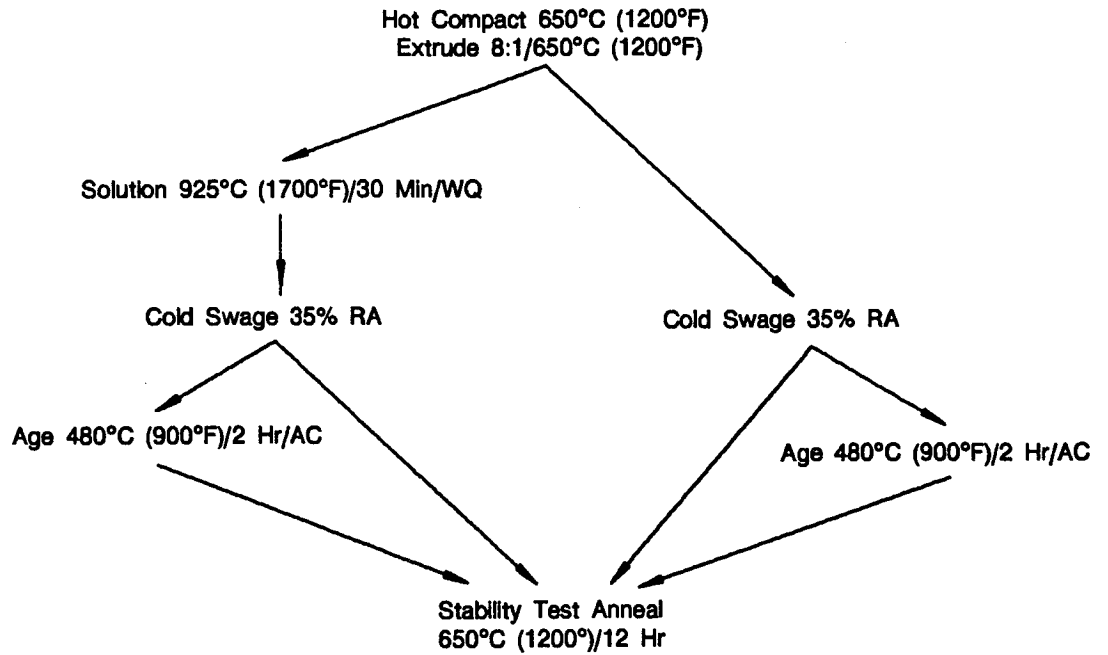 Hot Compact 650°C (1200°F)
Extrude 8:1/650°C (1200°F)
Solution 925°C (1700°F)/30 Min/WQ
Cold Swage 35% RA
Cold Swage 35% RA
Age 480°C (900°F)/2 Hr/AC
Age 480°C (900°F)/2 Hr/AC
Stability Test Anneal
650°C (1200°)/12 Hr